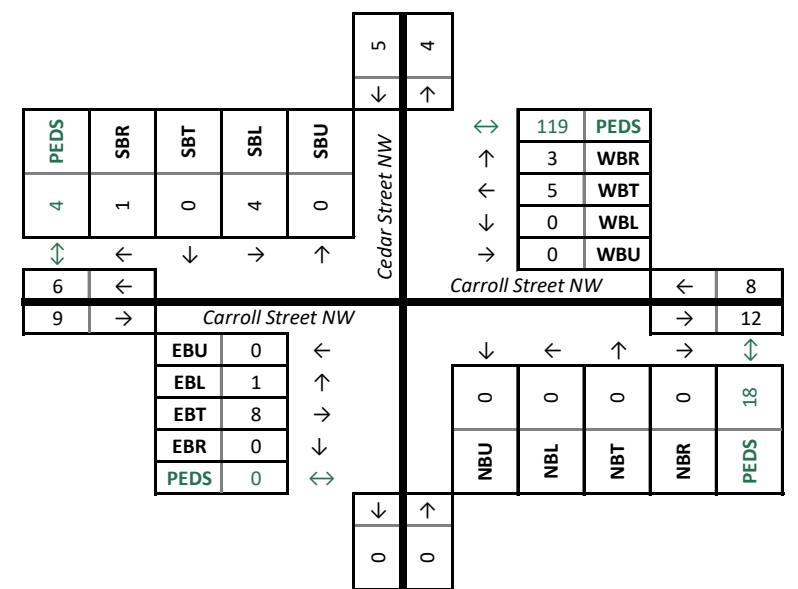 5 4
↓ ↑
PEDS SBR SBT SBL SBU
4 1 0 4 0
↕ ← ↓ → ↑
Cedar Street NW
↔ 119 PEDS
↑ 3 WBR
← 5 WBT
↓ 0 WBL
→ 0 WBU
6 ←
Carroll Street NW
← 8
9 →
Carroll Street NW
→ 12
EBU 0 ←
EBL 1 ↑
EBT 8 →
EBR 0 ↓
PEDS 0 ↔
↓ ← ↑ → ↕
0 0 0 0 18
NBU NBL NBT NBR PEDS
↓ ↑
0 0